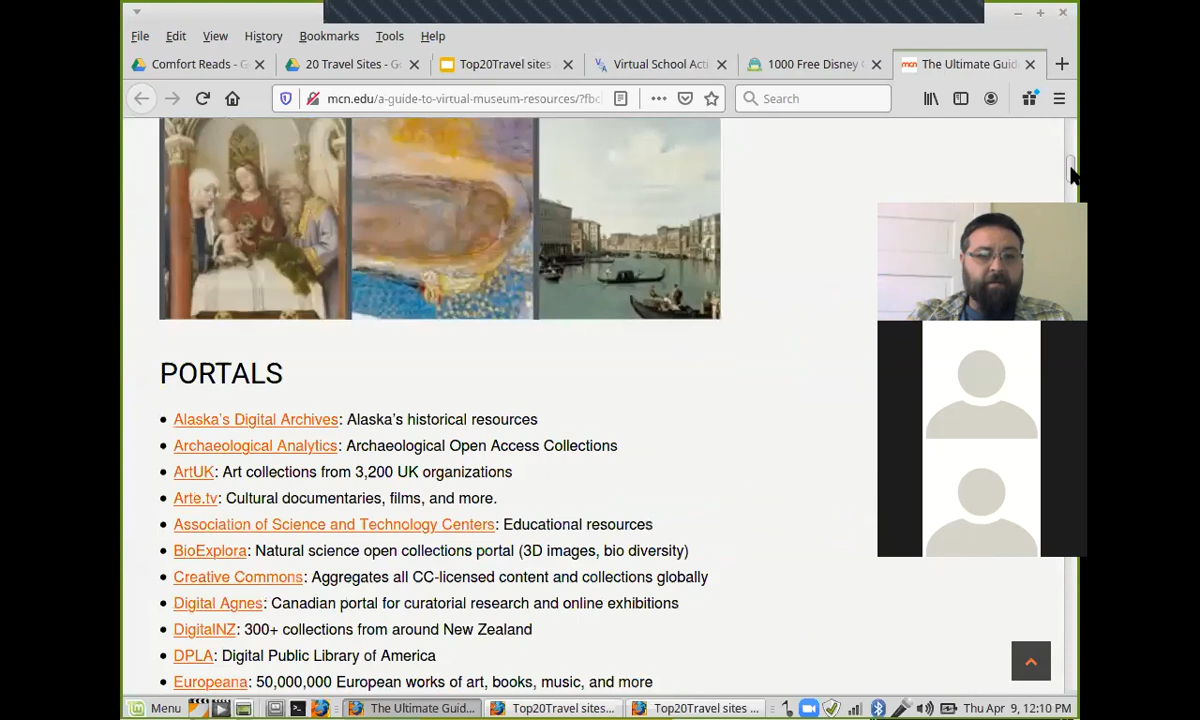 File Edit View History Bookmarks Tools Help
Comfort Reads - G
20 Travel Sites - Go
Top20Travel sites
Virtual School Acti
1000 Free Disney
mcn The Ultimate Guid
mcn.edu/a-guide-to-virtual-museum-resources/?fbc
Search
PORTALS
• Alaska's Digital Archives: Alaska's historical resources
• Archaeological Analytics: Archaeological Open Access Collections
• ArtUK: Art collections from 3,200 UK organizations
• Arte.tv: Cultural documentaries, films, and more.
• Association of Science and Technology Centers: Educational resources
• BioExplora: Natural science open collections portal (3D images, bio diversity)
• Creative Commons: Aggregates all CC-licensed content and collections globally
• Digital Agnes: Canadian portal for curatorial research and online exhibitions
• DigitalNZ: 300+ collections from around New Zealand
• DPLA: Digital Public Library of America
• Europeana: 50,000,000 European works of art, books, music, and more
Menu
The Ultimate Guid...
Top20Travel sites...
Top20Travel sites ...
Thu Apr 9, 12:10 PM